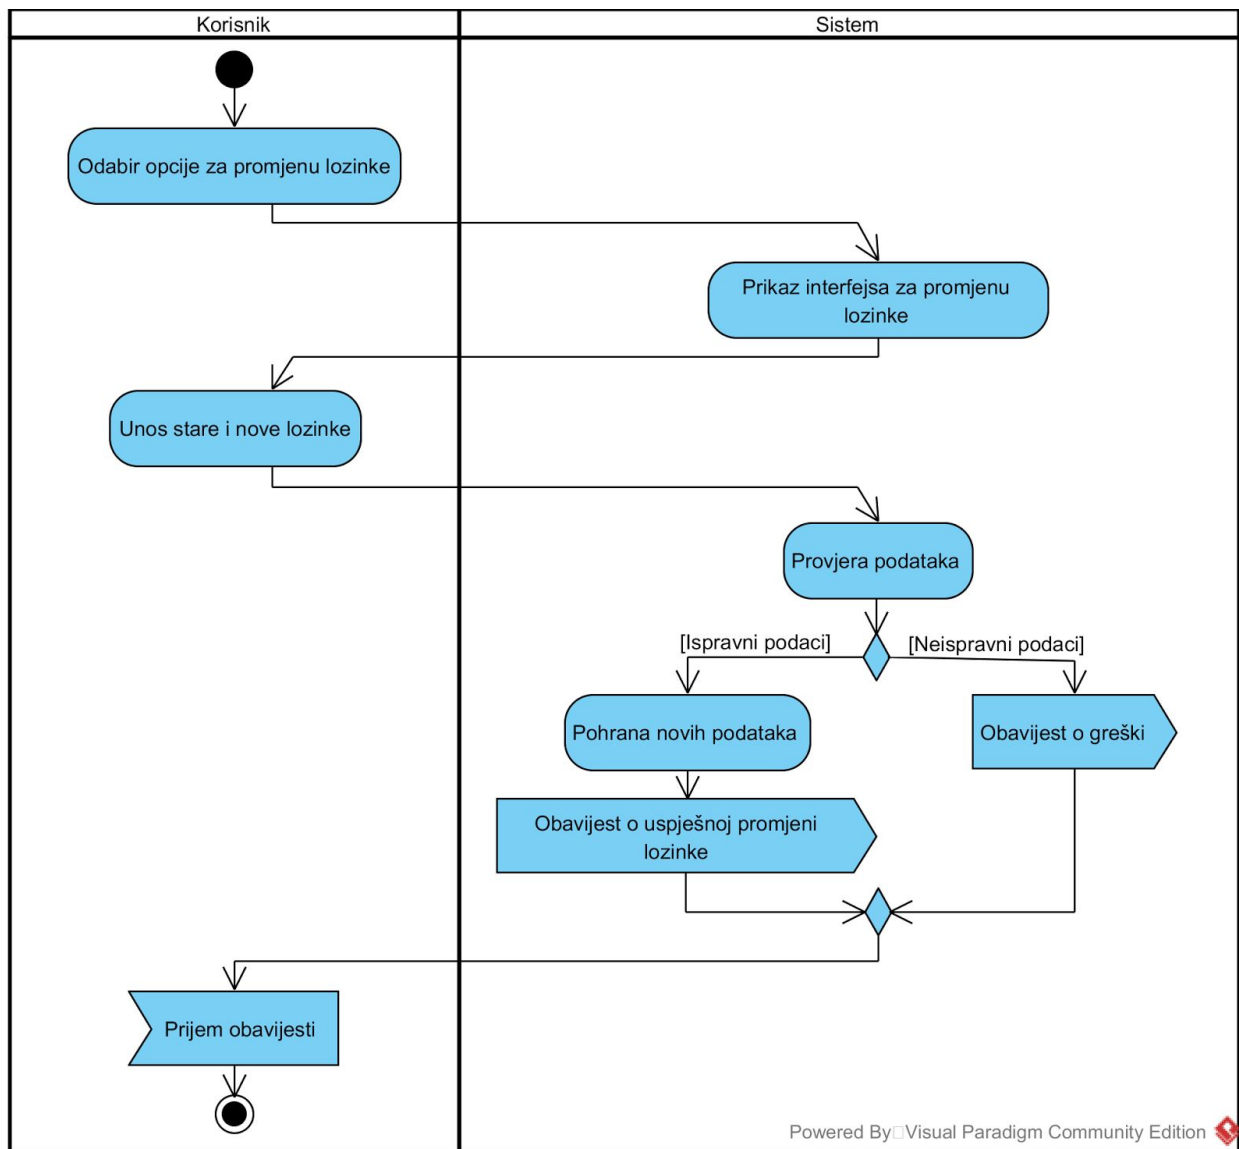 Korisnik
Sistem
Odabir opcije za promjenu lozinke
Prikaz interfejsa za promjenu
lozinke
Unos stare i nove lozinke
Provjera podataka
[Ispravni podaci]
[Neispravni podaci]
Pohrana novih podataka
Obavijest o greški
Obavijest o uspješnoj promjeni
lozinke
Prijem obavijesti
Powered By Visual Paradigm Community Edition